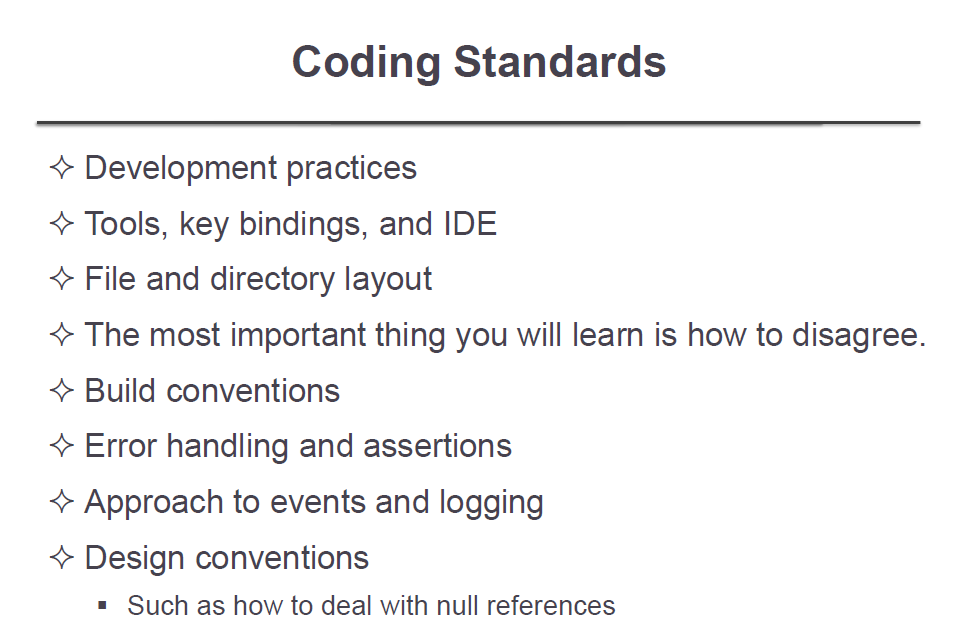 Coding Standards
Development practices
Tools, key bindings, and IDE
File and directory layout
The most important thing you will learn is how to disagree.
Build conventions
Error handling and assertions
Approach to events and logging
Design conventions
Such as how to deal with null references